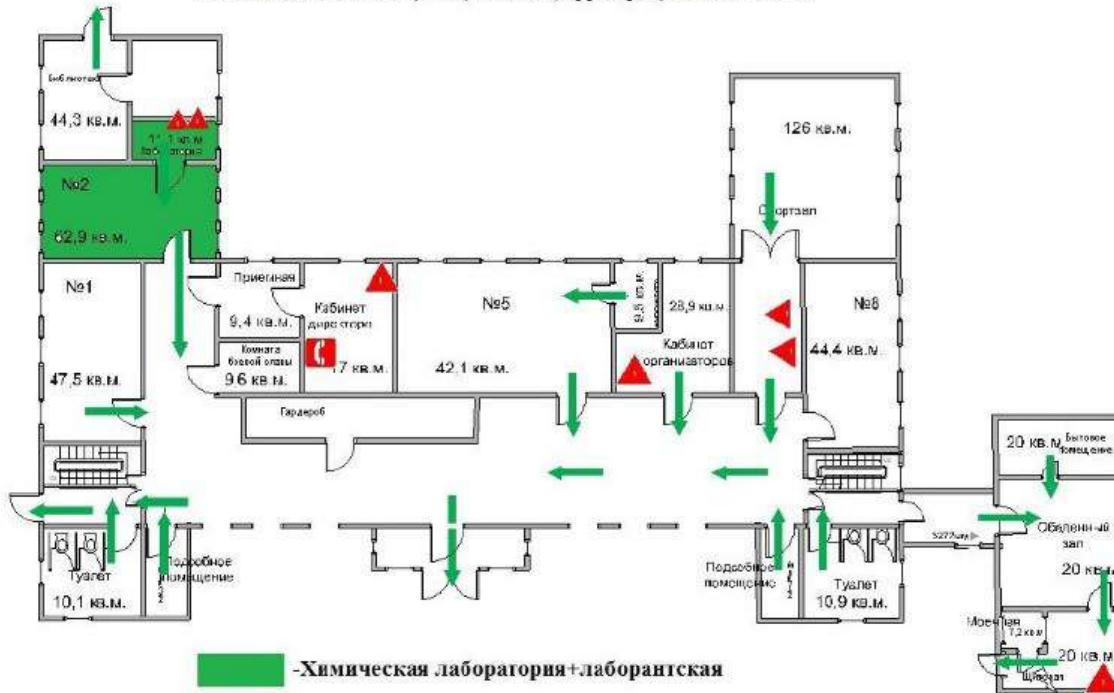 Библиотека
44,3 кв.м.
№2
62,9 кв.м.
126 кв.м.
Спортзал
№1
47,5 кв.м.
Приемная
9,4 кв.м.
Комната
боевой славы
9 6 кв.м.
Кабинет
директора
17 кв.м.
№5
42,1 кв.м.
28,9 кв.м.
Кабинет
организаторов
№8
44,4 кв.м.
Гардероб
20 кв.м.
Бытовое
помещение
Обеденный
зал
20 кв.м.
Подсобное
помещение
Туалет
10,1 кв.м.
Подсобное
помещение
Туалет
10,9 кв.м.
Моечная
7,2 кв.м
20 кв.м.
-Химическая лаборатория+лаборантская